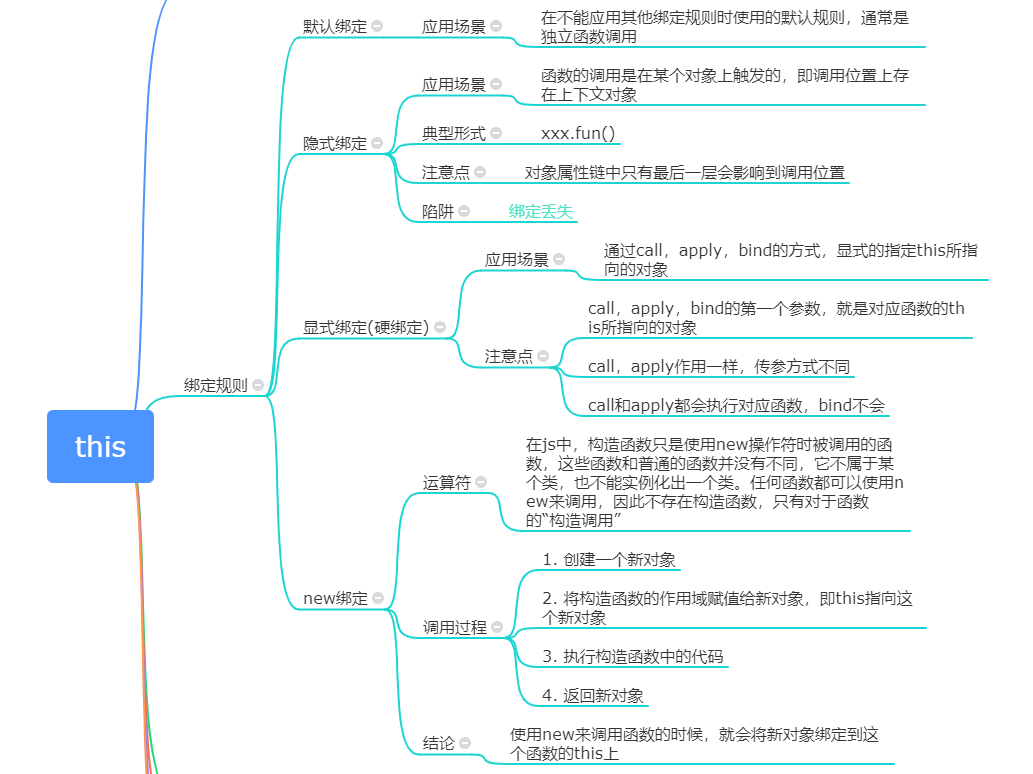 this
绑定规则
默认绑定
应用场景
在不能应用其他绑定规则时使用的默认规则，通常是
独立函数调用
隐式绑定
应用场景
函数的调用是在某个对象上触发的，即调用位置上存
在上下文对象
典型形式
xxx.fun()
注意点
对象属性链中只有最后一层会影响到调用位置
陷阱
绑定丢失
显式绑定(硬绑定)
应用场景
通过call，apply，bind的方式，显式的指定this所指
向的对象
注意点
call，apply，bind的第一个参数，就是对应函数的th
is所指向的对象
call，apply作用一样，传参方式不同
call和apply都会执行对应函数，bind不会
new绑定
运算符
在js中，构造函数只是使用new操作符时被调用的函
数，这些函数和普通的函数并没有不同，它不属于某
个类，也不能实例化出一个类。任何函数都可以使用n
ew来调用，因此不存在构造函数，只有对于函数
的“构造调用”
调用过程
1. 创建一个新对象
2. 将构造函数的作用域赋值给新对象，即this指向这
个新对象
3. 执行构造函数中的代码
4. 返回新对象
结论
使用new来调用函数的时候，就会将新对象绑定到这
个函数的this上